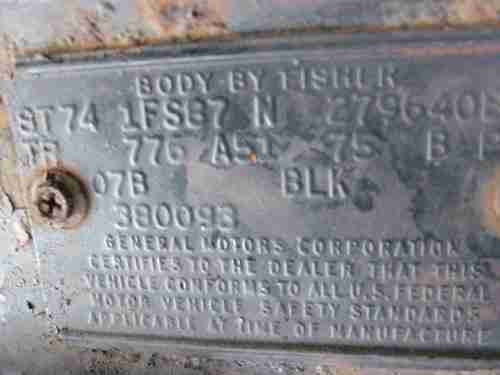 BODY BY FISHER
ST74 1FS87 N 279640B
TR 776 A51 75 B
07B BLK
380093
GENERAL MOTORS CORPORATION
CERTIFIES TO THE DEALER THAT THIS
VEHICLE CONFORMS TO ALL U.S. FEDERAL
MOTOR VEHICLE SAFETY STANDARDS
APPLICABLE AT TIME OF MANUFACTURE